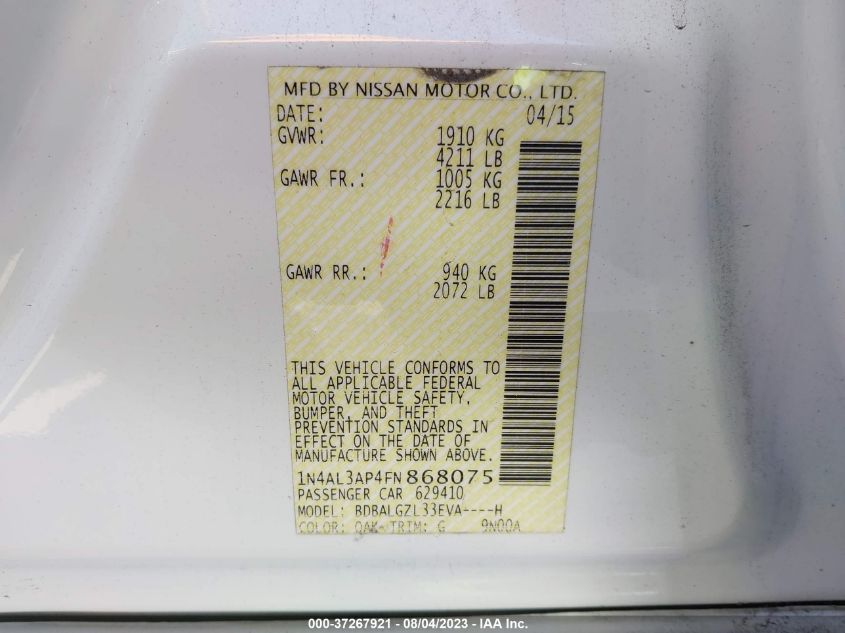 MFD BY NISSAN MOTOR CO., LTD.
DATE: 04/15
GVWR: 1910 KG
4211 LB
GAWR FR.: 1005 KG
2216 LB
GAWR RR.: 940 KG
2072 LB
THIS VEHICLE CONFORMS TO
ALL APPLICABLE FEDERAL
MOTOR VEHICLE SAFETY,
BUMPER, AND THEFT
PREVENTION STANDARDS IN
EFFECT ON THE DATE OF
MANUFACTURE SHOWN ABOVE.
1N4AL3AP4FN868075
PASSENGER CAR 629410
MODEL: BDBALGZL33EVA----H
COLOR: QAK TRIM: G 9N00A
000-37267921 - 08/04/2023 - IAA Inc.